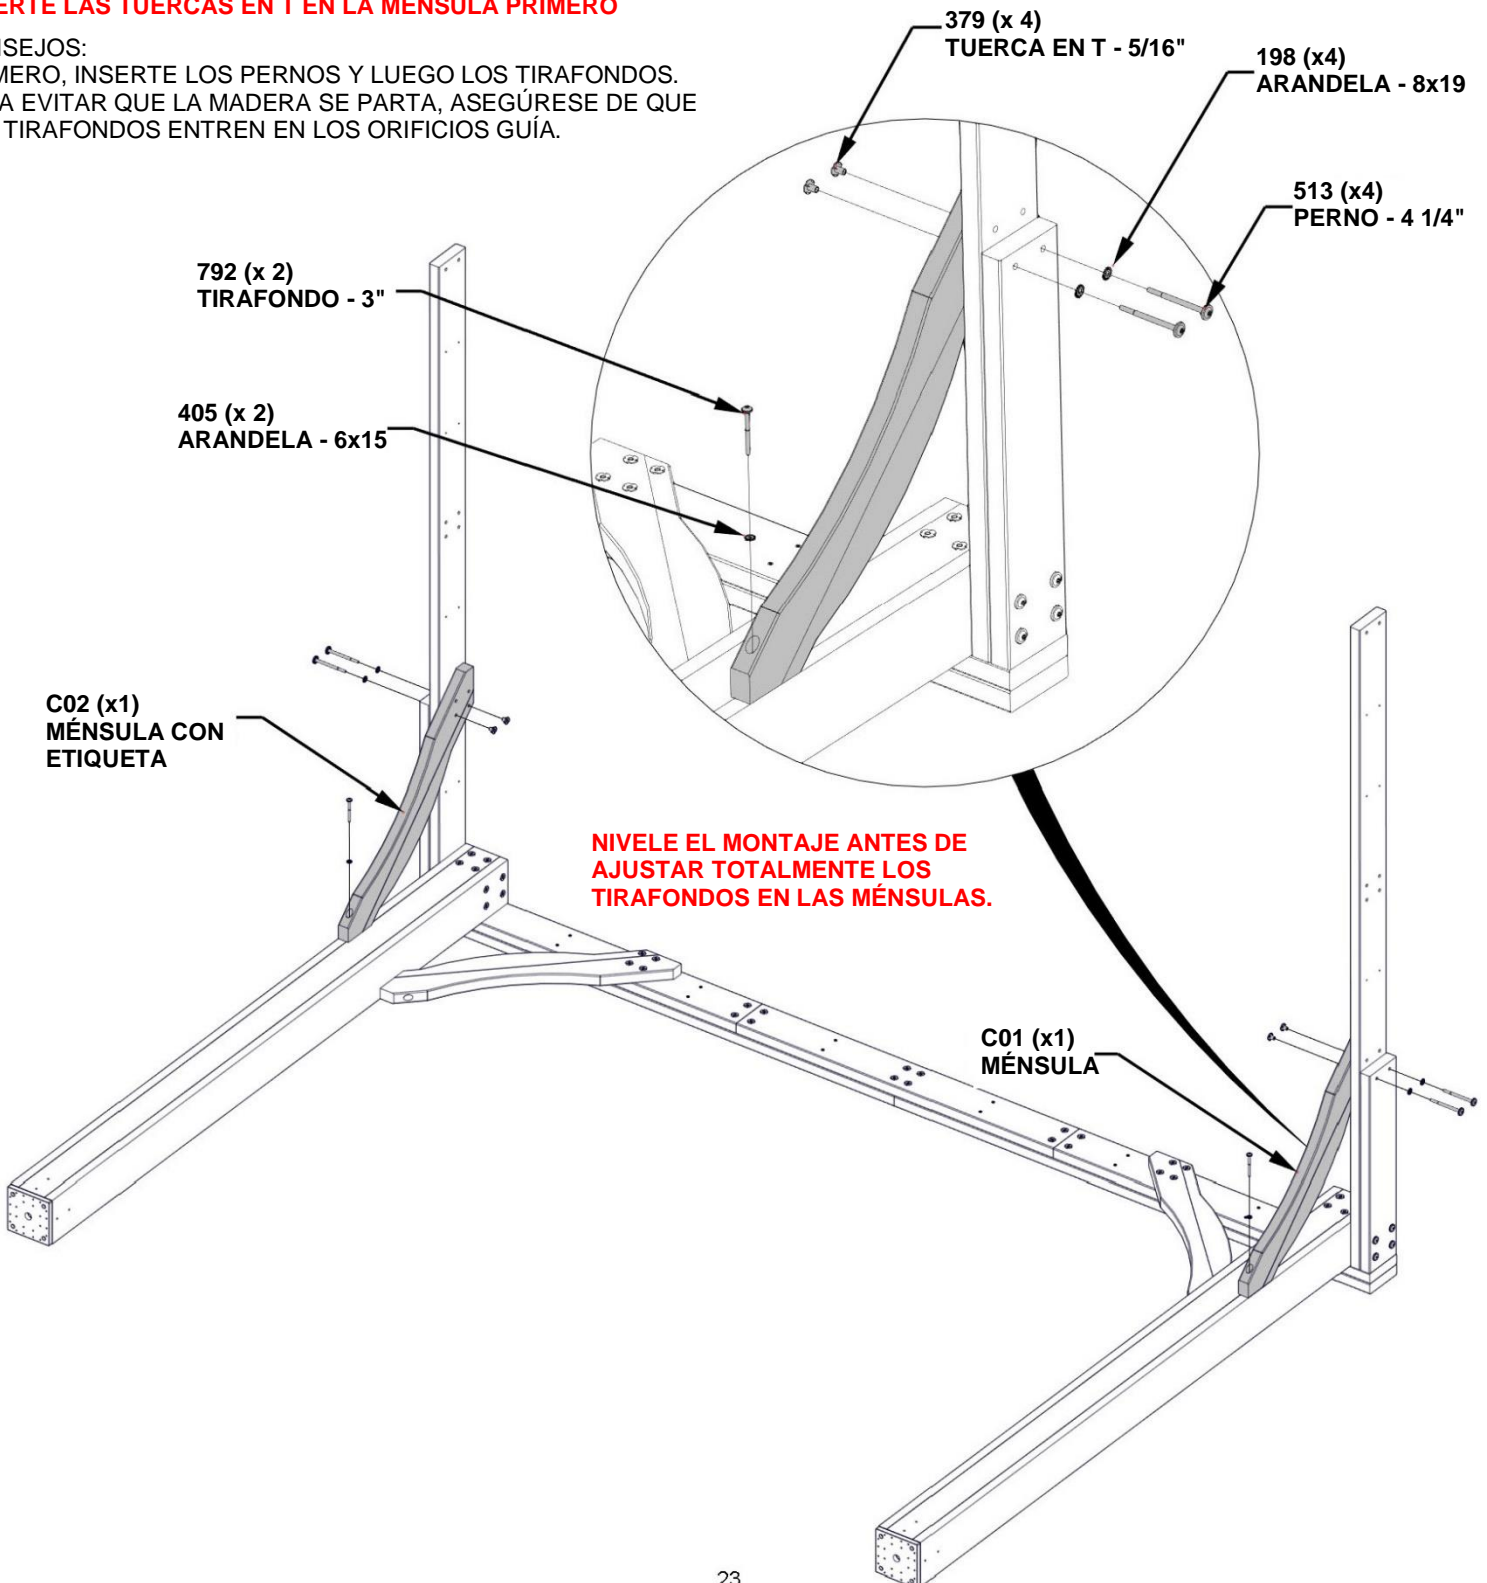 ERTE LAS TUERCAS EN T EN LA MÉNSULA PRIMERO
NSEJOS:
MERO, INSERTE LOS PERNOS Y LUEGO LOS TIRAFONDOS.
A EVITAR QUE LA MADERA SE PARTA, ASEGÚRESE DE QUE
TIRAFONDOS ENTREN EN LOS ORIFICIOS GUÍA.
379 (x 4)
TUERCA EN T - 5/16"
198 (x4)
ARANDELA - 8x19
513 (x4)
PERNO - 4 1/4"
792 (x 2)
TIRAFONDO - 3"
405 (x 2)
ARANDELA - 6x15
C02 (x1)
MÉNSULA CON
ETIQUETA
NIVELE EL MONTAJE ANTES DE
AJUSTAR TOTALMENTE LOS
TIRAFONDOS EN LAS MÉNSULAS.
C01 (x1)
MÉNSULA
23